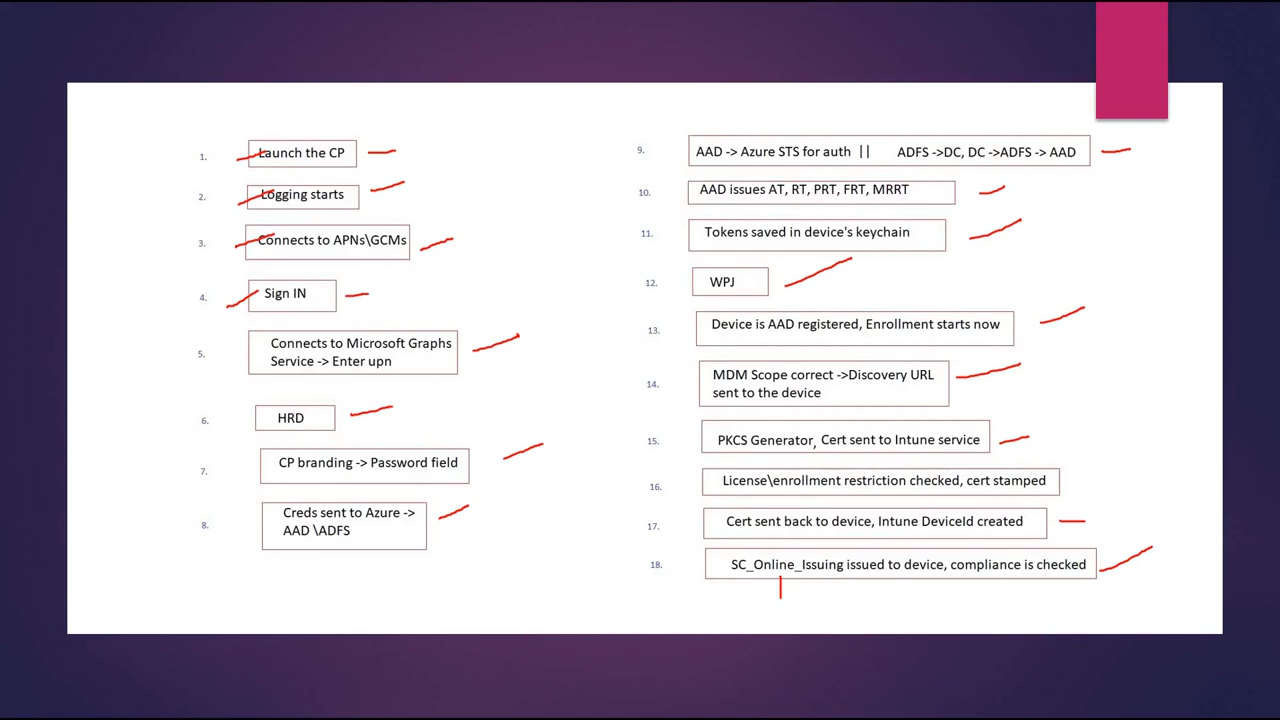 1. Launch the CP
2. Logging starts
3. Connects to APNs\GCMs
4. Sign IN
5. Connects to Microsoft Graphs
Service -> Enter upn
6. HRD
7. CP branding -> Password field
8. Creds sent to Azure ->
AAD \ADFS
9. AAD -> Azure STS for auth || ADFS ->DC, DC ->ADFS -> AAD
10. AAD issues AT, RT, PRT, FRT, MRRT
11. Tokens saved in device's keychain
12. WPJ
13. Device is AAD registered, Enrollment starts now
14. MDM Scope correct ->Discovery URL
sent to the device
15. PKCS Generator, Cert sent to Intune service
16. License\enrollment restriction checked, cert stamped
17. Cert sent back to device, Intune DeviceId created
18. SC_Online_Issuing issued to device, compliance is checked